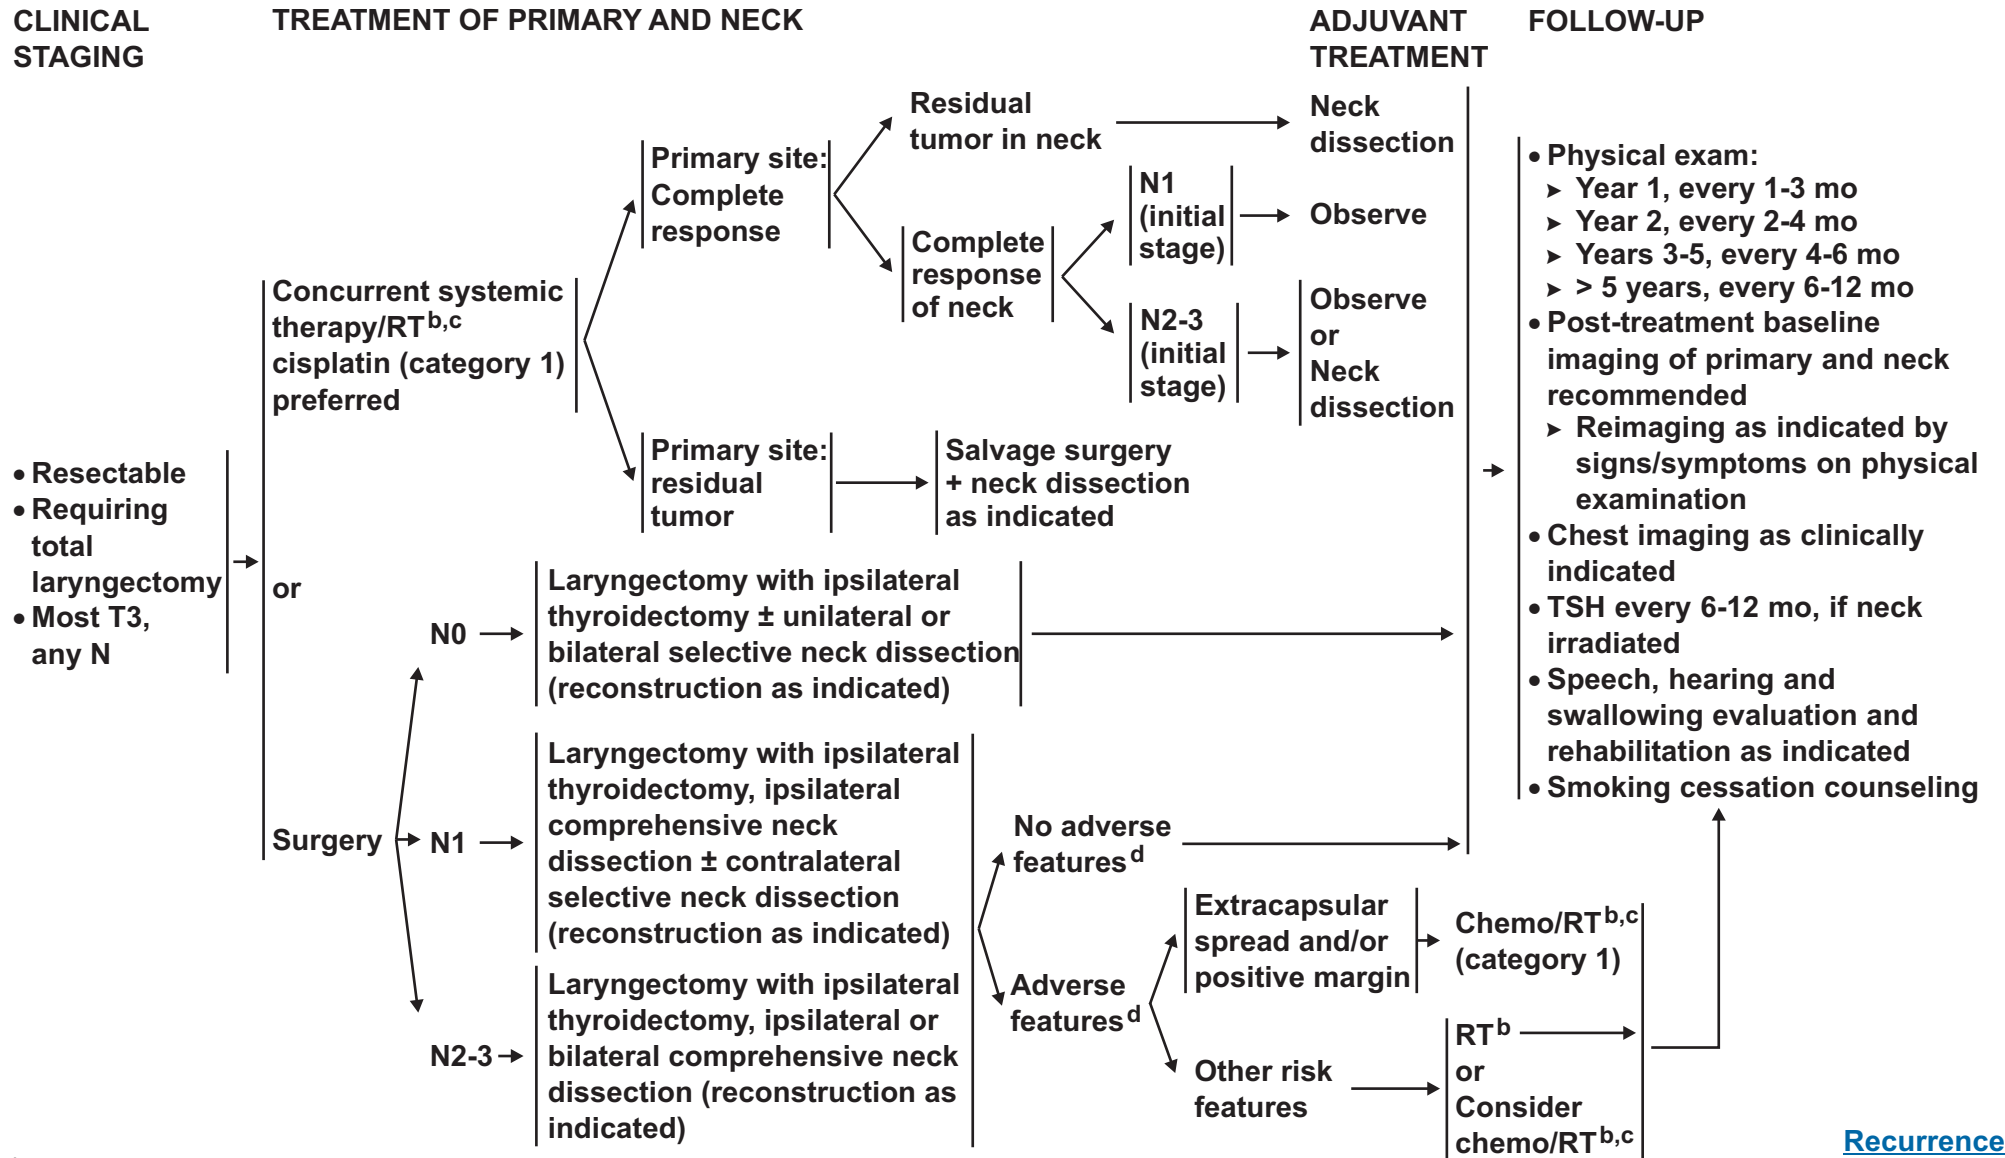 CLINICAL
STAGING
TREATMENT OF PRIMARY AND NECK
ADJUVANT
TREATMENT
FOLLOW-UP
• Resectable
• Requiring
total
laryngectomy
• Most T3,
any N
Concurrent systemic
therapy/RT b,c
cisplatin (category 1)
preferred
or
Surgery
Primary site:
Complete
response
Residual
tumor in neck
Neck
dissection
Complete
response
of neck
N1
(initial
stage)
Observe
N2-3
(initial
stage)
Observe
or
Neck
dissection
Primary site:
residual
tumor
Salvage surgery
+ neck dissection
as indicated
N0
Laryngectomy with ipsilateral
thyroidectomy ± unilateral or
bilateral selective neck dissection
(reconstruction as indicated)
N1
Laryngectomy with ipsilateral
thyroidectomy, ipsilateral
comprehensive neck
dissection ± contralateral
selective neck dissection
(reconstruction as indicated)
N2-3
Laryngectomy with ipsilateral
thyroidectomy, ipsilateral or
bilateral comprehensive neck
dissection (reconstruction as
indicated)
No adverse
features d
Adverse
features d
Extracapsular
spread and/or
positive margin
Chemo/RT b,c
(category 1)
Other risk
features
RT b
or
Consider
chemo/RT b,c
• Physical exam:
➤ Year 1, every 1-3 mo
➤ Year 2, every 2-4 mo
➤ Years 3-5, every 4-6 mo
➤ > 5 years, every 6-12 mo
• Post-treatment baseline
imaging of primary and neck
recommended
➤ Reimaging as indicated by
signs/symptoms on physical
examination
• Chest imaging as clinically
indicated
• TSH every 6-12 mo, if neck
irradiated
• Speech, hearing and
swallowing evaluation and
rehabilitation as indicated
• Smoking cessation counseling
Recurrence